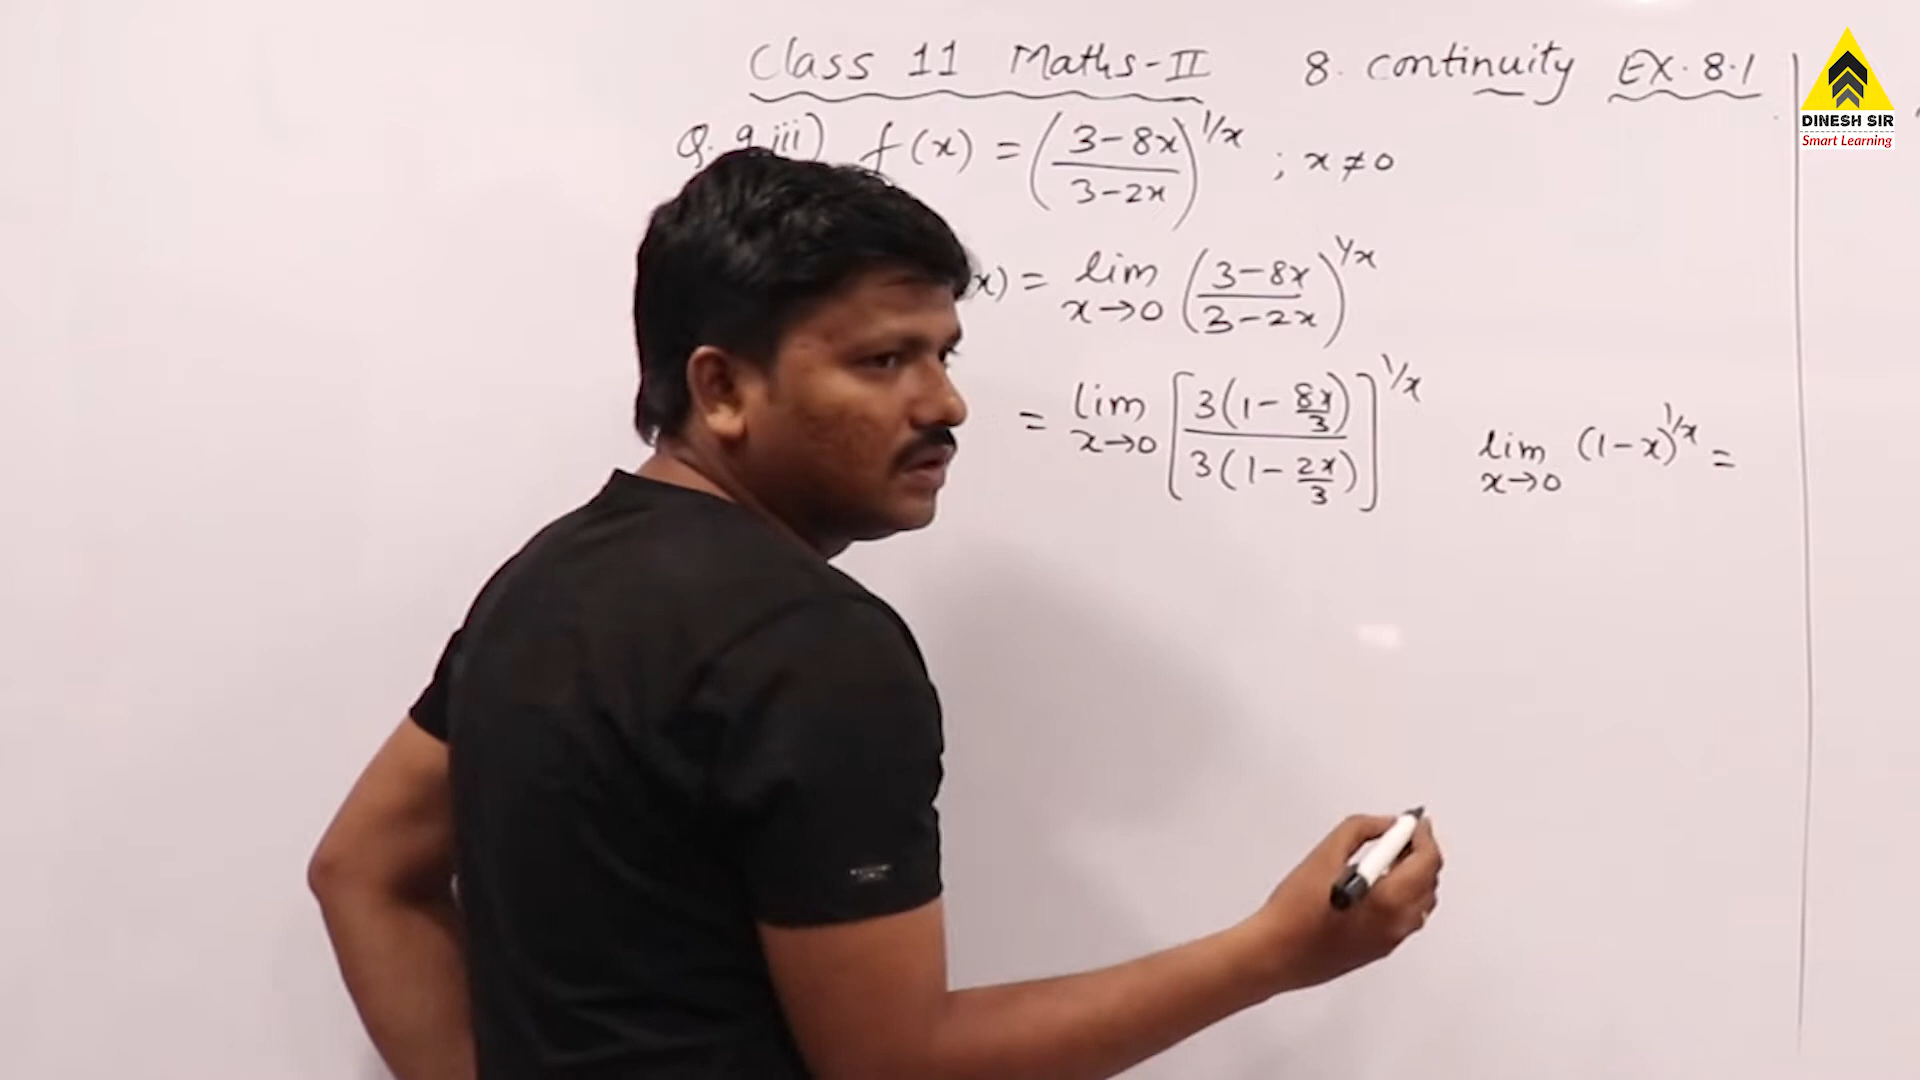 Class 11 Maths-II 8. continuity EX. 8.1
DINESH SIR
Smart Learning
Q. 9 iii) f(x) = ((3-8x)/(3-2x))^1/x ; x ≠ 0
x) = lim x→0 ((3-8x)/(3-2x))^1/x
= lim x→0 [3(1-8x/3)/3(1-2x/3)]^1/x
lim x→0 (1-x)^1/x =